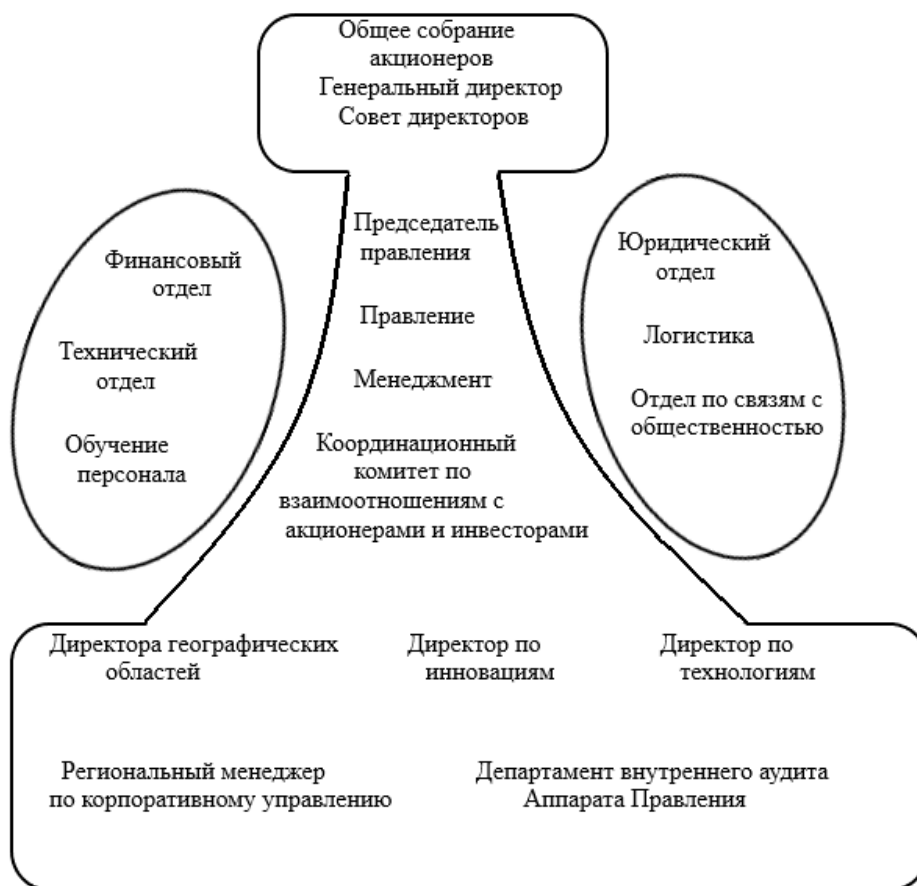 Общее собрание
акционеров
Генеральный директор
Совет директоров
Председатель
правления
Правление
Менеджмент
Координационный
комитет по
взаимоотношениям с
акционерами и инвесторами
Финансовый
отдел
Технический
отдел
Обучение
персонала
Юридический
отдел
Логистика
Отдел по связям с
общественностью
Директора географических
областей
Директор по
инновациям
Директор по
технологиям
Региональный менеджер
по корпоративному управлению
Департамент внутреннего аудита
Аппарата Правления